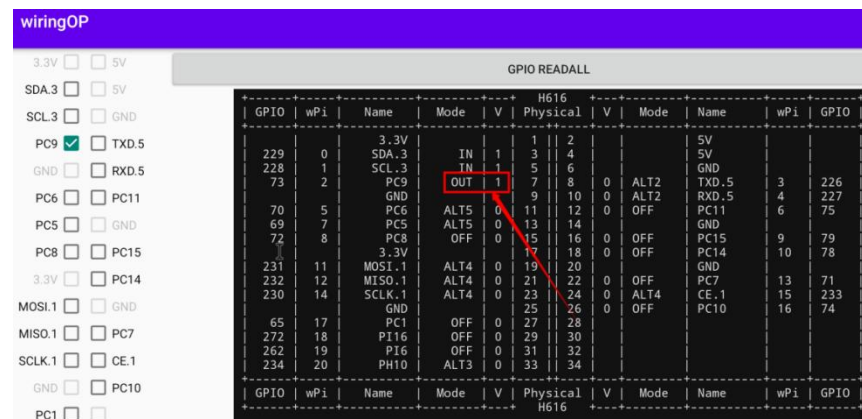 wiringOP
3.3V 5V
SDA.3 5V
SCL.3 GND
PC9 TXD.5
GND RXD.5
PC6 PC11
PC5 GND
PC8 PC15
3.3V PC14
MOSI.1 GND
MISO.1 PC7
SCLK.1 CE.1
GND PC10
PC1
GPIO READALL
+------+-----+----------+--------+---+ H616 +---+--------+----------+-----+------+
| GPIO | wPi | Name | Mode | V | Physical | V | Mode | Name | wPi | GPIO |
+------+-----+----------+--------+---+----++----+---+--------+----------+-----+------+
| | | 3.3V | | | 1 || 2 | | | 5V | | |
| 229 | 0 | SDA.3 | IN | 1 | 3 || 4 | | | 5V | | |
| 228 | 1 | SCL.3 | IN | 1 | 5 || 6 | | | GND | | |
| 73 | 2 | PC9 | OUT | 1 | 7 || 8 | 0 | ALT2 | TXD.5 | 3 | 226 |
| | | GND | | | 9 || 10 | 0 | ALT2 | RXD.5 | 4 | 227 |
| 70 | 5 | PC6 | ALT5 | 0 | 11 || 12 | 0 | OFF | PC11 | 6 | 75 |
| 69 | 7 | PC5 | ALT5 | 0 | 13 || 14 | | | GND | | |
| 72 | 8 | PC8 | OFF | 0 | 15 || 16 | 0 | OFF | PC15 | 9 | 79 |
| | | 3.3V | | | 17 || 18 | 0 | OFF | PC14 | 10 | 78 |
| 231 | 11 | MOSI.1 | ALT4 | 0 | 19 || 20 | | | GND | | |
| 232 | 12 | MISO.1 | ALT4 | 0 | 21 || 22 | 0 | OFF | PC7 | 13 | 71 |
| 230 | 14 | SCLK.1 | ALT4 | 0 | 23 || 24 | 0 | ALT4 | CE.1 | 15 | 233 |
| | | GND | | | 25 || 26 | 0 | OFF | PC10 | 16 | 74 |
| 65 | 17 | PC1 | OFF | 0 | 27 || 28 | | | | | |
| 272 | 18 | PI16 | OFF | 0 | 29 || 30 | | | | | |
| 262 | 19 | PI6 | OFF | 0 | 31 || 32 | | | | | |
| 234 | 20 | PH10 | ALT3 | 0 | 33 || 34 | | | | | |
+------+-----+----------+--------+---+----++----+---+--------+----------+-----+------+
| GPIO | wPi | Name | Mode | V | Physical | V | Mode | Name | wPi | GPIO |
+------+-----+----------+--------+---+ H616 +---+--------+----------+-----+------+